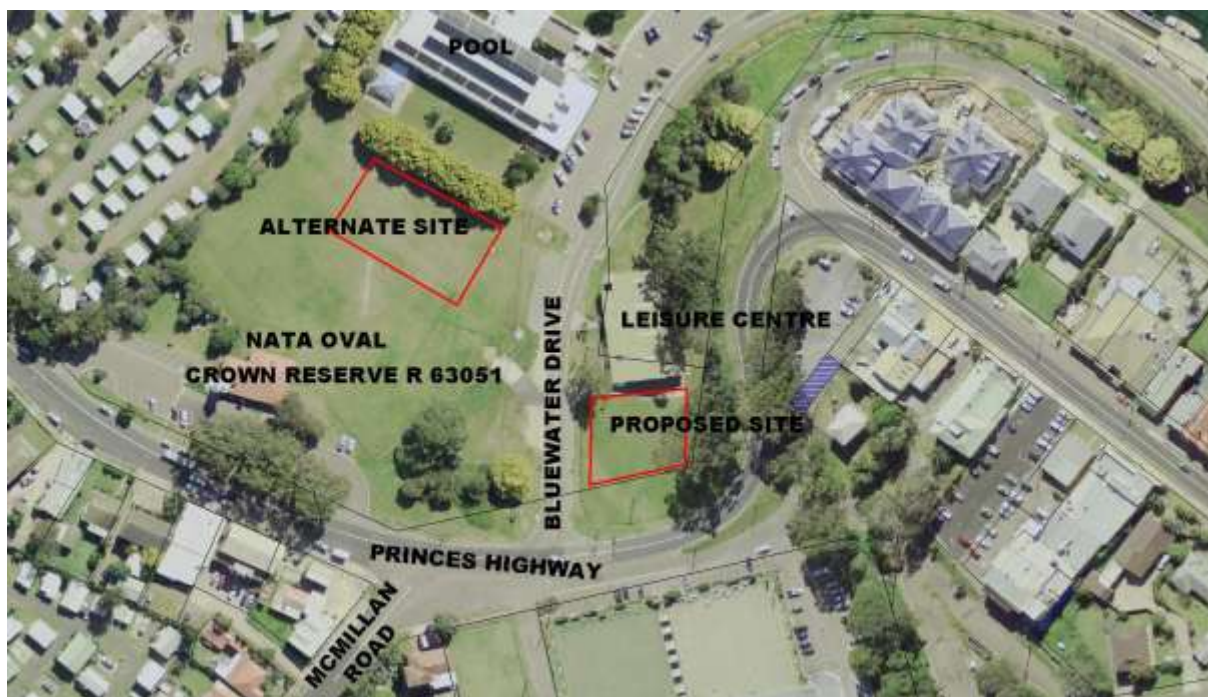 POOL
ALTERNATE SITE
LEISURE CENTRE
NATA OVAL
CROWN RESERVE R 63051
PROPOSED SITE
BLUEWATER DRIVE
PRINCES HIGHWAY
MCMILLAN
ROAD